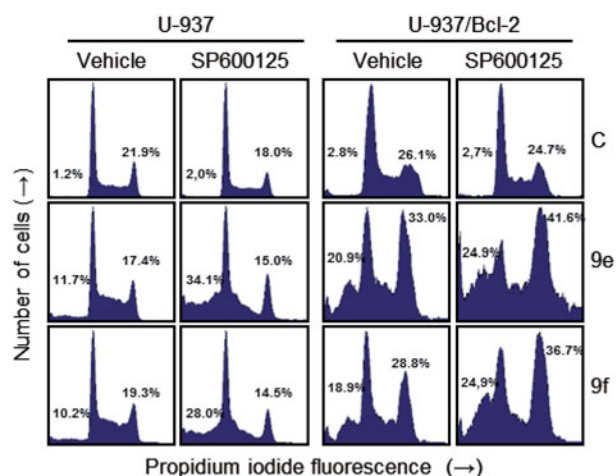 U-937 U-937/Bcl-2
Vehicle SP600125 Vehicle SP600125
1.2% 21.9% 2,0% 18.0% 2.8% 26.1% 2,7% 24.7% C
11.7% 17.4% 34.1% 15.0% 20.9% 33.0% 24.9% 41.6% 9e
10.2% 19.3% 28.0% 14.5% 18.9% 28.8% 24,9% 36.7% 9f
Number of cells (→)
Propidium iodide fluorescence (→)